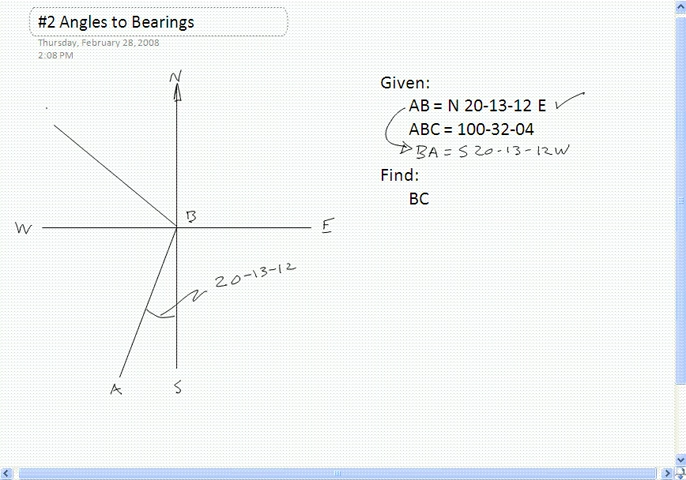 #2 Angles to Bearings
Thursday, February 28, 2008
2:08 PM
N
B
W
E
20-13-12
A
S
Given:
AB = N 20-13-12 E
ABC = 100-32-04
BA = S 20-13-12 W
Find:
BC